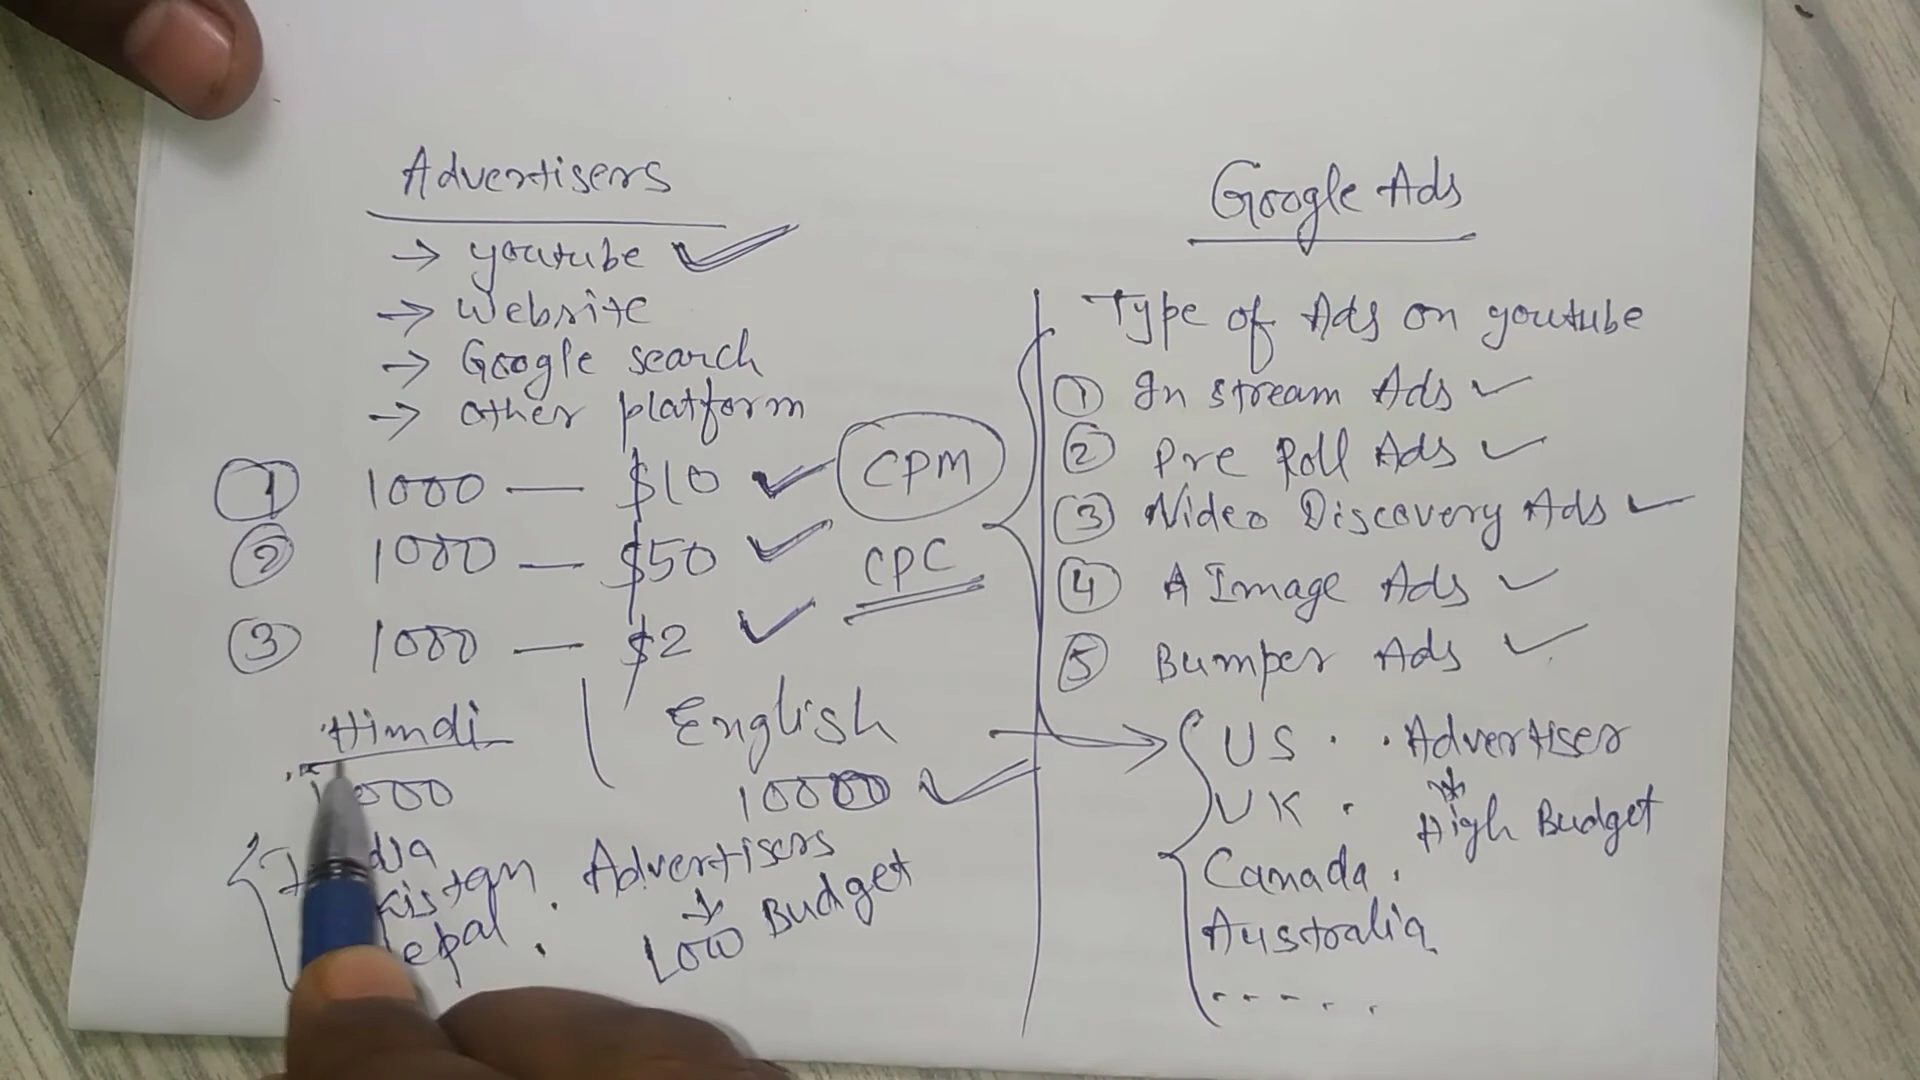 Advertisers
→ youtube ✓
→ Website
→ Google search
→ other platform
① 1000 — $10 ✓ CPM
② 1000 — $50 ✓ CPC
③ 1000 — $2 ✓
Hindi
English
10000 ✓
Advertisers
Low Budget
Google Ads
Type of Ads on youtube
① In stream Ads ✓
② Pre Roll Ads ✓
③ Video Discovery Ads ✓
④ A Image Ads ✓
⑤ Bumper Ads ✓
US . . Advertiser
UK . High Budget
Canada .
Australia